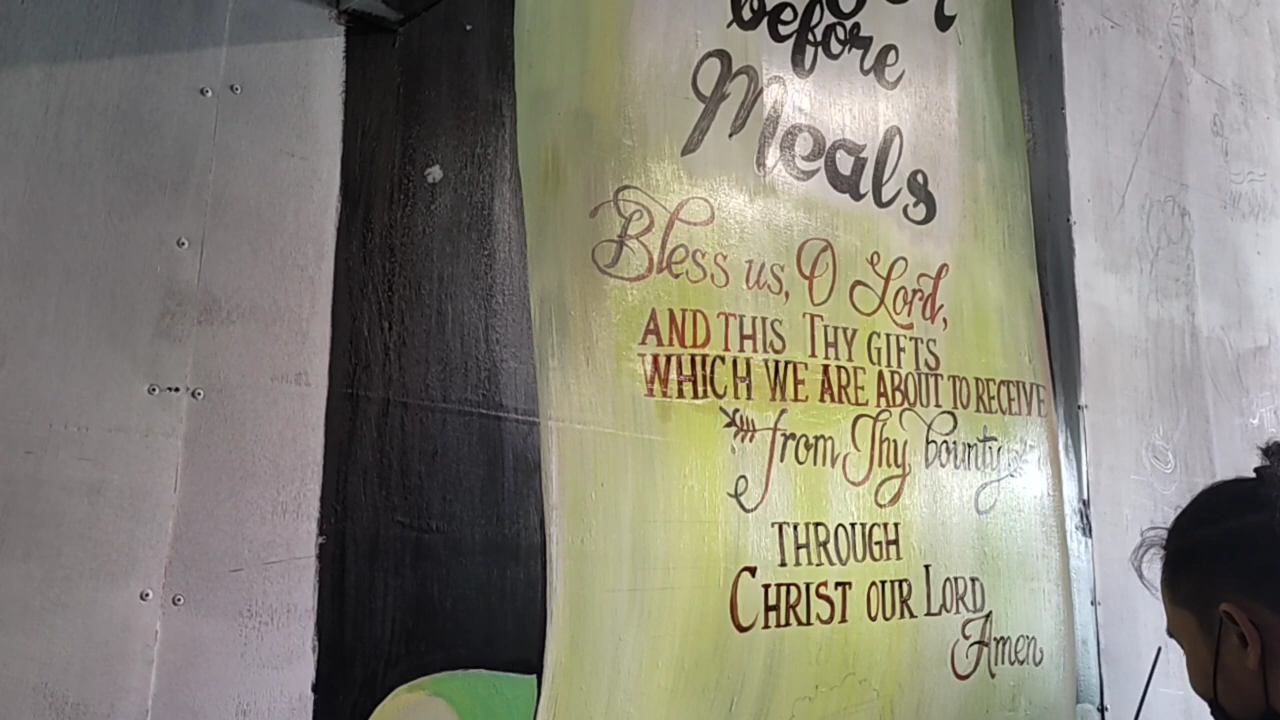 before
Meals
Bless us, O Lord,
AND THIS THY GIFTS
WHICH WE ARE ABOUT TO RECEIVE
from Thy bounty
THROUGH
CHRIST OUR LORD
Amen